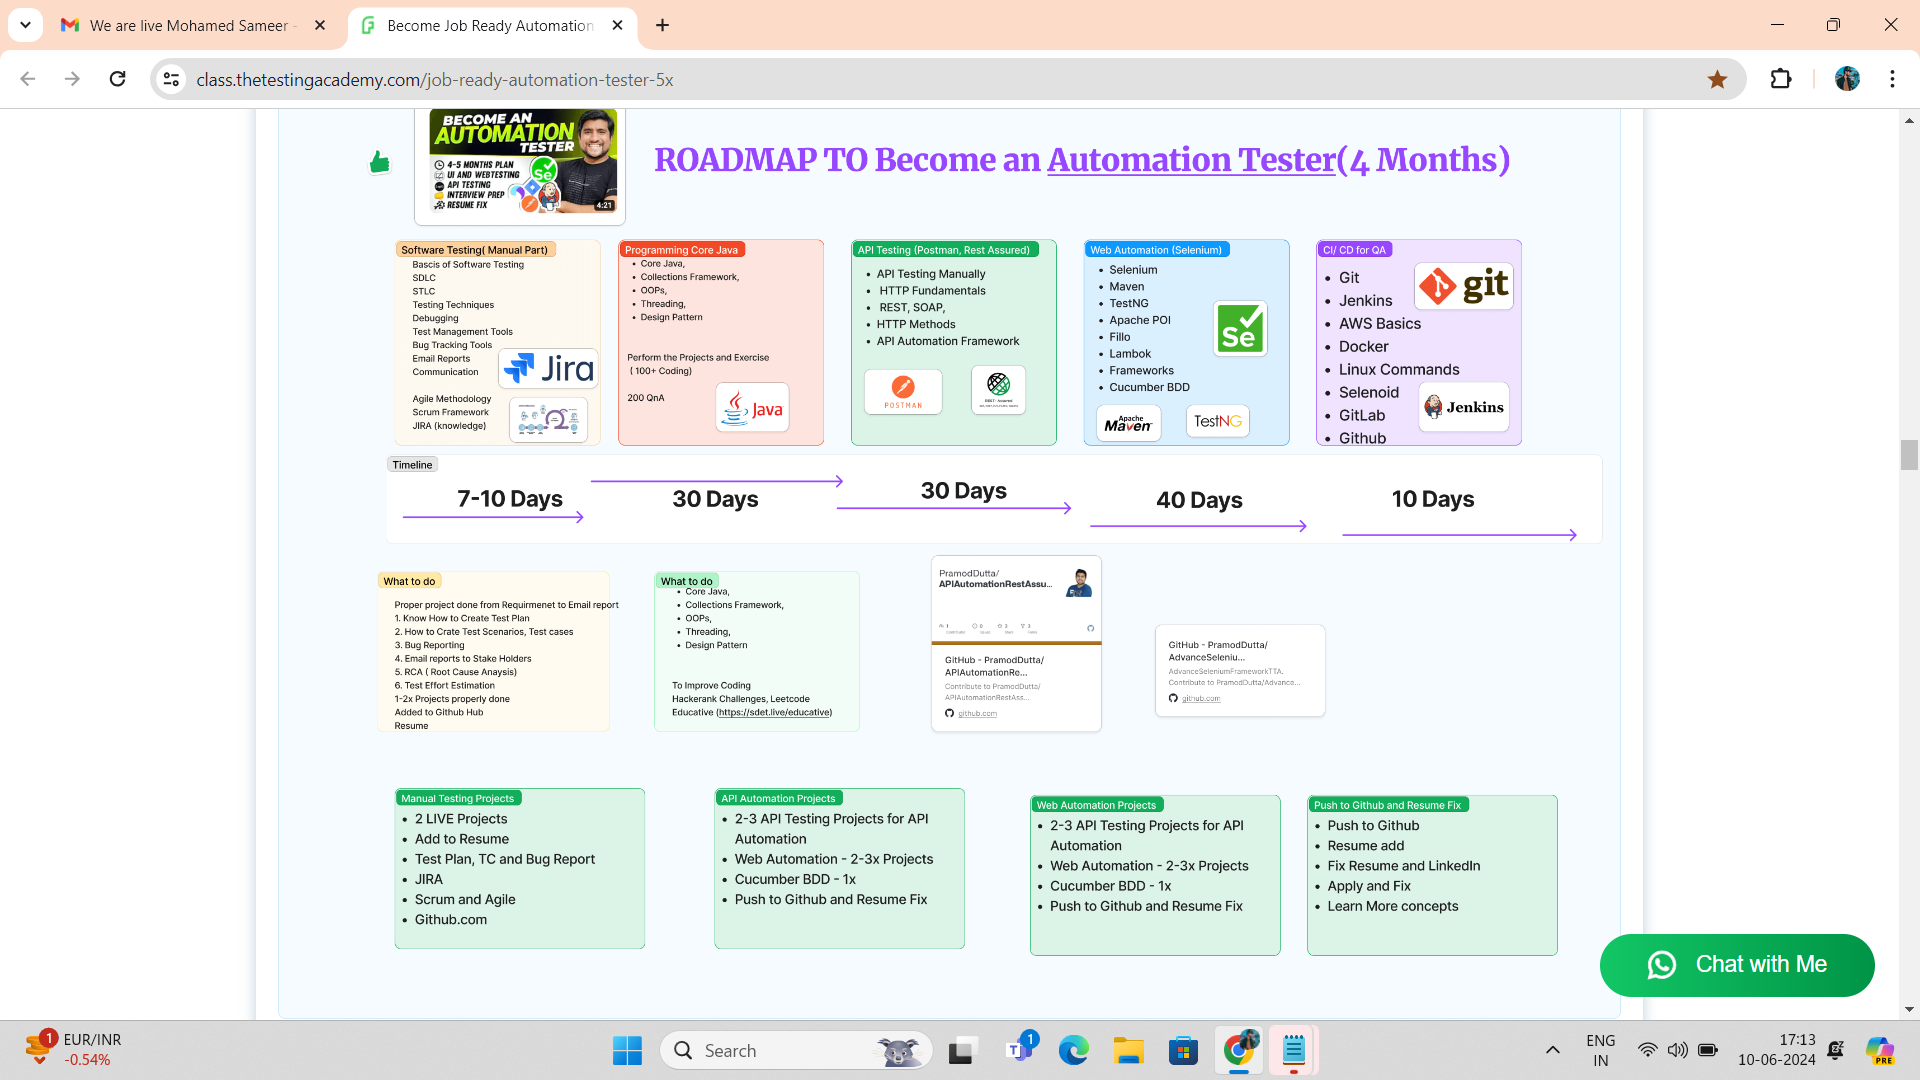 We are live Mohamed Sameer -
Become Job Ready Automation
class.thetestingacademy.com/job-ready-automation-tester-5x
BECOME AN
AUTOMATION
TESTER
4-5 MONTHS PLAN
UI AND WEBTESTING
API TESTING
INTERVIEW PREP
RESUME FIX
Se
4:21
ROADMAP TO Become an Automation Tester(4 Months)
Software Testing( Manual Part)
Bascis of Software Testing
SDLC
STLC
Testing Techniques
Debugging
Test Management Tools
Bug Tracking Tools
Email Reports
Communication
Agile Methodology
Scrum Framework
JIRA (knowledge)
Jira
Programming Core Java
• Core Java,
• Collections Framework,
• OOPs,
• Threading,
• Design Pattern
Perform the Projects and Exercise
( 100+ Coding)
200 QnA
Java
API Testing (Postman, Rest Assured)
• API Testing Manually
• HTTP Fundamentals
• REST, SOAP,
• HTTP Methods
• API Automation Framework
POSTMAN
Web Automation (Selenium)
• Selenium
• Maven
• TestNG
• Apache POI
• Fillo
• Lambok
• Frameworks
• Cucumber BDD
Se
Apache
Maven
TestNG
CI/ CD for QA
• Git
• Jenkins
• AWS Basics
• Docker
• Linux Commands
• Selenoid
• GitLab
• Github
git
Jenkins
Timeline
7-10 Days
30 Days
30 Days
40 Days
10 Days
What to do
Proper project done from Requirmenet to Email report
1. Know How to Create Test Plan
2. How to Crate Test Scenarios, Test cases
3. Bug Reporting
4. Email reports to Stake Holders
5. RCA ( Root Cause Anaysis)
6. Test Effort Estimation
1-2x Projects properly done
Added to Github Hub
Resume
What to do
• Core Java,
• Collections Framework,
• OOPs,
• Threading,
• Design Pattern
To Improve Coding
Hackerank Challenges, Leetcode
Educative (https://sdet.live/educative)
PramodDutta/
APIAutomationRestAssu...
GitHub - PramodDutta/
APIAutomationRe...
Contribute to PramodDutta/
APIAutomationRestAss...
github.com
GitHub - PramodDutta/
AdvanceSeleniu...
AdvanceSeleniumFrameworkTTA.
Contribute to PramodDutta/Advance...
github.com
Manual Testing Projects
• 2 LIVE Projects
• Add to Resume
• Test Plan, TC and Bug Report
• JIRA
• Scrum and Agile
• Github.com
API Automation Projects
• 2-3 API Testing Projects for API
Automation
• Web Automation - 2-3x Projects
• Cucumber BDD - 1x
• Push to Github and Resume Fix
Web Automation Projects
• 2-3 API Testing Projects for API
Automation
• Web Automation - 2-3x Projects
• Cucumber BDD - 1x
• Push to Github and Resume Fix
Push to Github and Resume Fix
• Push to Github
• Resume add
• Fix Resume and LinkedIn
• Apply and Fix
• Learn More concepts
Chat with Me
1
EUR/INR
-0.54%
Search
1
ENG
IN
17:13
10-06-2024
PRE